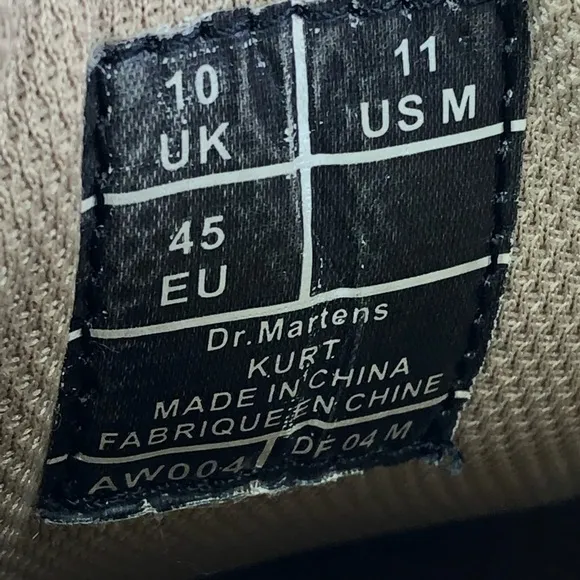 10
UK
11
US M
45
EU
Dr. Martens
KURT
MADE IN CHINA
FABRIQUE EN CHINE
AW004 DF 04 M